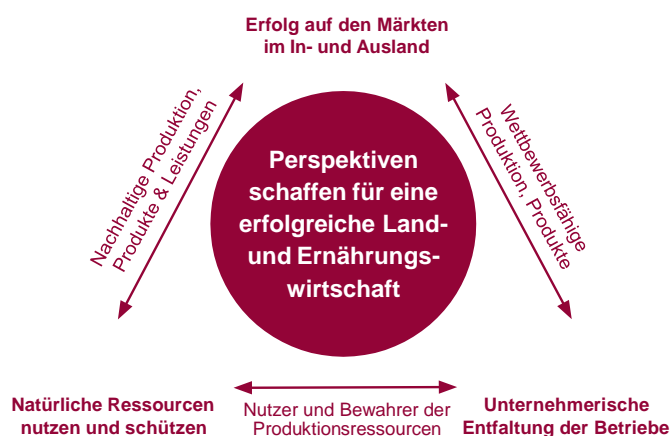 Erfolg auf den Märkten
im In- und Ausland
Nachhaltige Produktion,
Produkte & Leistungen
Wettbewerbsfähige
Produktion, Produkte
Perspektiven
schaffen für eine
erfolgreiche Land-
und Ernährungs-
wirtschaft
Natürliche Ressourcen
nutzen und schützen
Nutzer und Bewahrer der
Produktionsressourcen
Unternehmerische
Entfaltung der Betriebe